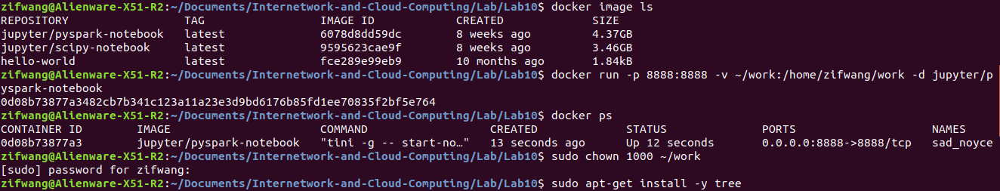 zifwang@Alienware-X51-R2:~/Documents/Internetwork-and-Cloud-Computing/Lab/Lab10$ docker image ls
REPOSITORY TAG IMAGE ID CREATED SIZE
jupyter/pyspark-notebook latest 6078d8dd59dc 8 weeks ago 4.37GB
jupyter/scipy-notebook latest 9595623cae9f 8 weeks ago 3.46GB
hello-world latest fce289e99eb9 10 months ago 1.84kB
zifwang@Alienware-X51-R2:~/Documents/Internetwork-and-Cloud-Computing/Lab/Lab10$ docker run -p 8888:8888 -v ~/work:/home/zifwang/work -d jupyter/p
yspark-notebook
0d08b73877a3482cb7b341c123a11a23e3d9bd6176b85fd1ee70835f2bf5e764
zifwang@Alienware-X51-R2:~/Documents/Internetwork-and-Cloud-Computing/Lab/Lab10$ docker ps
CONTAINER ID IMAGE COMMAND CREATED STATUS PORTS NAMES
0d08b73877a3 jupyter/pyspark-notebook "tini -g -- start-no…" 13 seconds ago Up 12 seconds 0.0.0.0:8888->8888/tcp sad_noyce
zifwang@Alienware-X51-R2:~/Documents/Internetwork-and-Cloud-Computing/Lab/Lab10$ sudo chown 1000 ~/work
[sudo] password for zifwang:
zifwang@Alienware-X51-R2:~/Documents/Internetwork-and-Cloud-Computing/Lab/Lab10$ sudo apt-get install -y tree